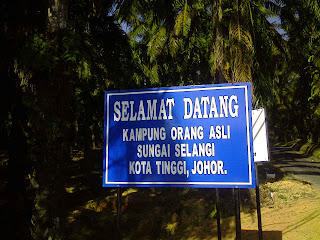 SELAMAT DATANG
KAMPUNG ORANG ASLI
SUNGAI SELANGI
KOTA TINGGI, JOHOR.